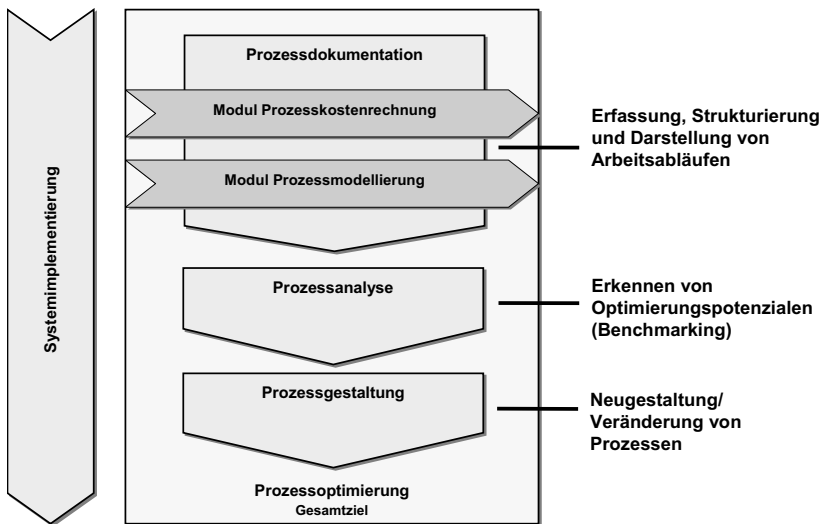 Systemimplementierung
Prozessdokumentation
Modul Prozesskostenrechnung
Modul Prozessmodellierung
Erfassung, Strukturierung
und Darstellung von
Arbeitsabläufen
Prozessanalyse
Erkennen von
Optimierungspotenzialen
(Benchmarking)
Prozessgestaltung
Neugestaltung/
Veränderung von
Prozessen
Prozessoptimierung
Gesamtziel